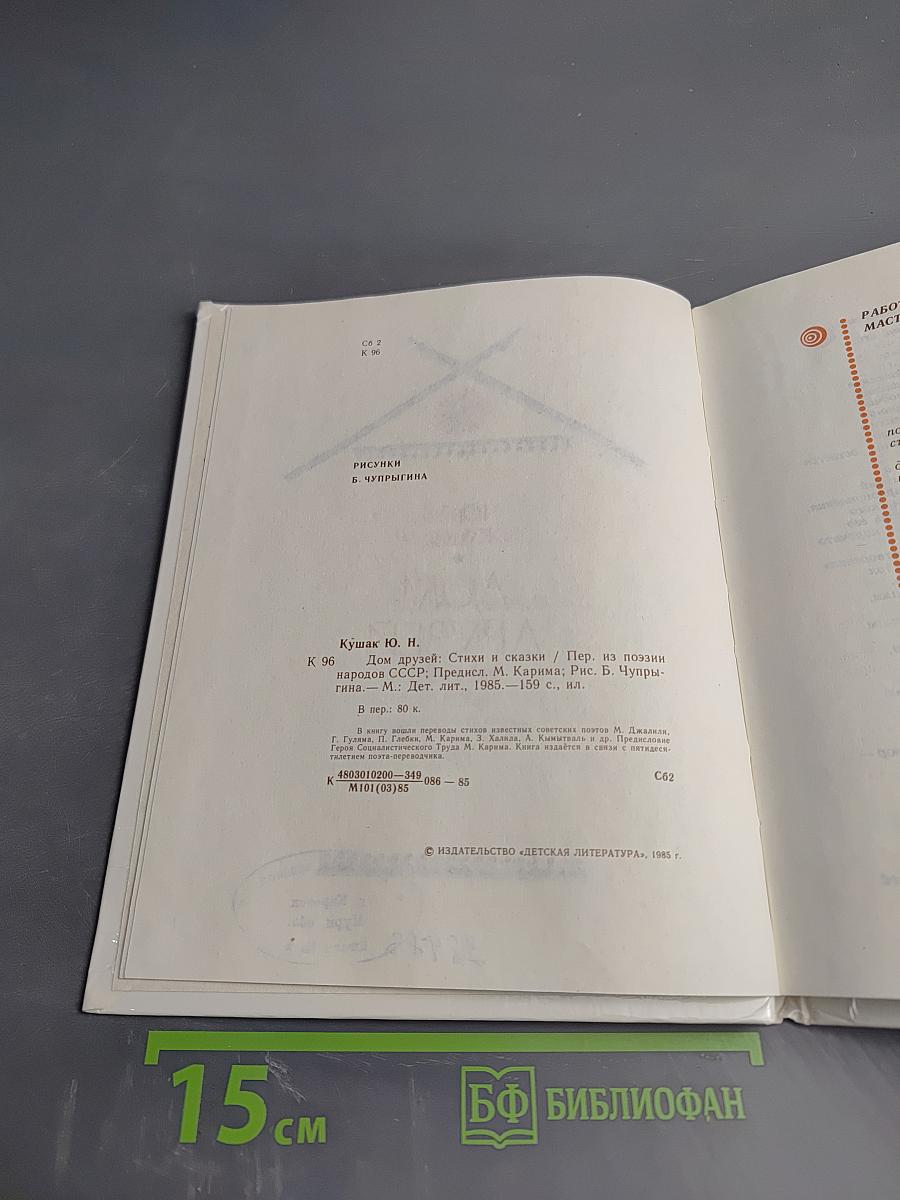 Сб 2
К 96
РИСУНКИ
Б. ЧУПРЫГИНА
Кушак Ю. Н.
К 96 Дом друзей: Стихи и сказки / Пер. из поэзии
народов СССР; Предисл. М. Карима; Рис. Б. Чупры-
гина.— М.: Дет. лит., 1985.—159 с., ил.
В пер.: 80 к.
В книгу вошли переводы стихов известных советских поэтов М. Джалиля,
Г. Гуляма, П. Глебки, М. Карима, З. Халила, А. Кымытваль и др. Предисловие
Героя Социалистического Труда М. Карима. Книга издаётся в связи с пятидеся-
тилетием поэта-переводчика.
К 4803010200—349
М101(03)85 086 — 85
Сб2
© ИЗДАТЕЛЬСТВО «ДЕТСКАЯ ЛИТЕРАТУРА», 1985 г.
15 см
БФ БИБЛИОФАН